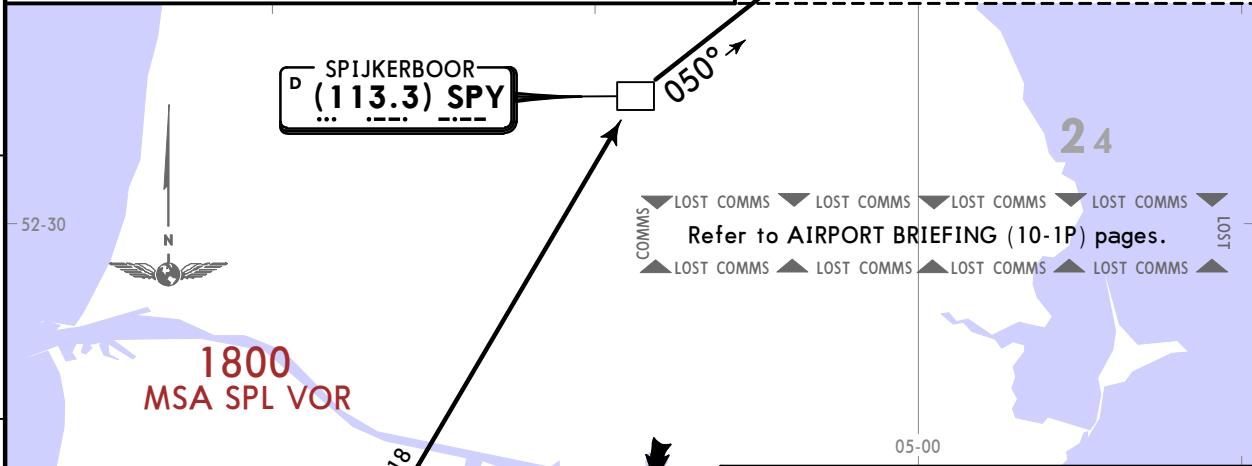 SPIJKERBOOR
D (113.3) SPY
050°
24
LOST COMMS LOST COMMS LOST COMMS LOST COMMS
COMMS
Refer to AIRPORT BRIEFING (10-1P) pages.
LOST
LOST COMMS LOST COMMS LOST COMMS LOST COMMS
52-30
N
1800
MSA SPL VOR
18
05-00